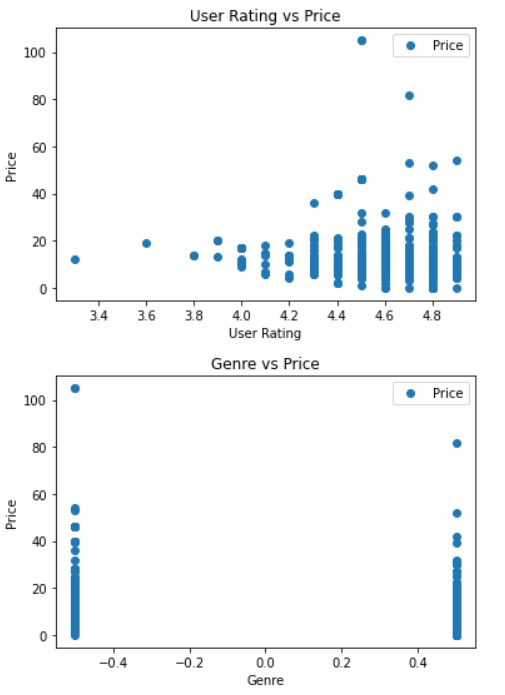 User Rating vs Price
Price
100
80
60
40
20
0
Price
3.4 3.6 3.8 4.0 4.2 4.4 4.6 4.8
User Rating
Genre vs Price
Price
100
80
60
40
20
0
Price
−0.4 −0.2 0.0 0.2 0.4
Genre